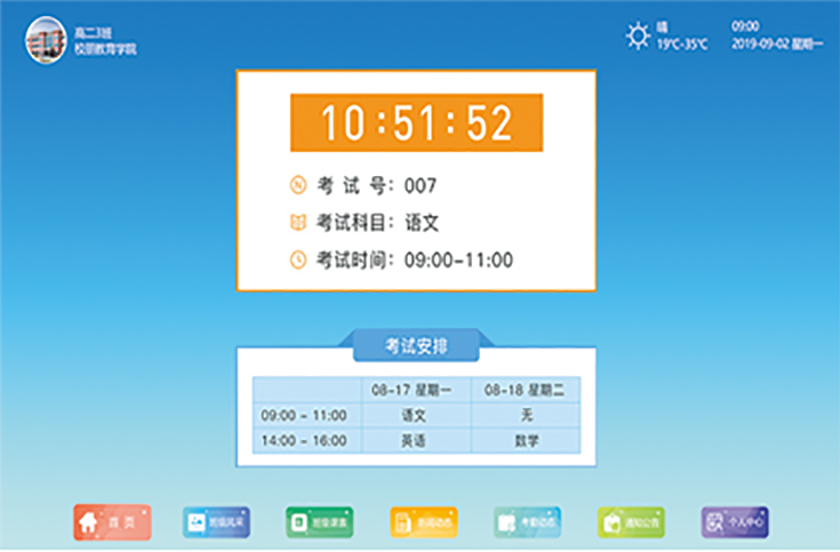 高二3班
校园教育学院
晴
19℃-35℃
09:00
2019-09-02 星期一
10:51:52
考 试 号：007
考试科目：语文
考试时间：09:00-11:00
考试安排
08-17 星期一 08-18 星期二
09:00 - 11:00 语文 无
14:00 - 16:00 英语 数学
首 页
班级风采
班级课表
新闻动态
考勤动态
通知公告
个人中心